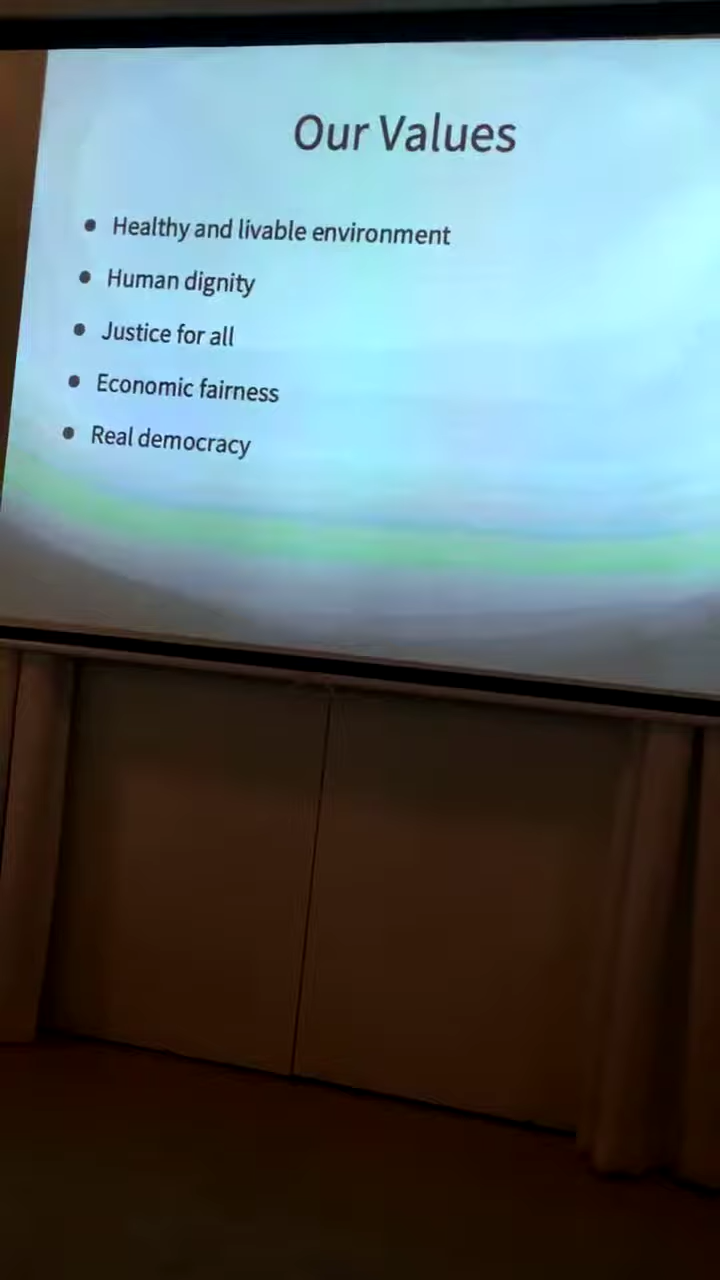 Our Values
Healthy and livable environment
Human dignity
Justice for all
Economic fairness
Real democracy